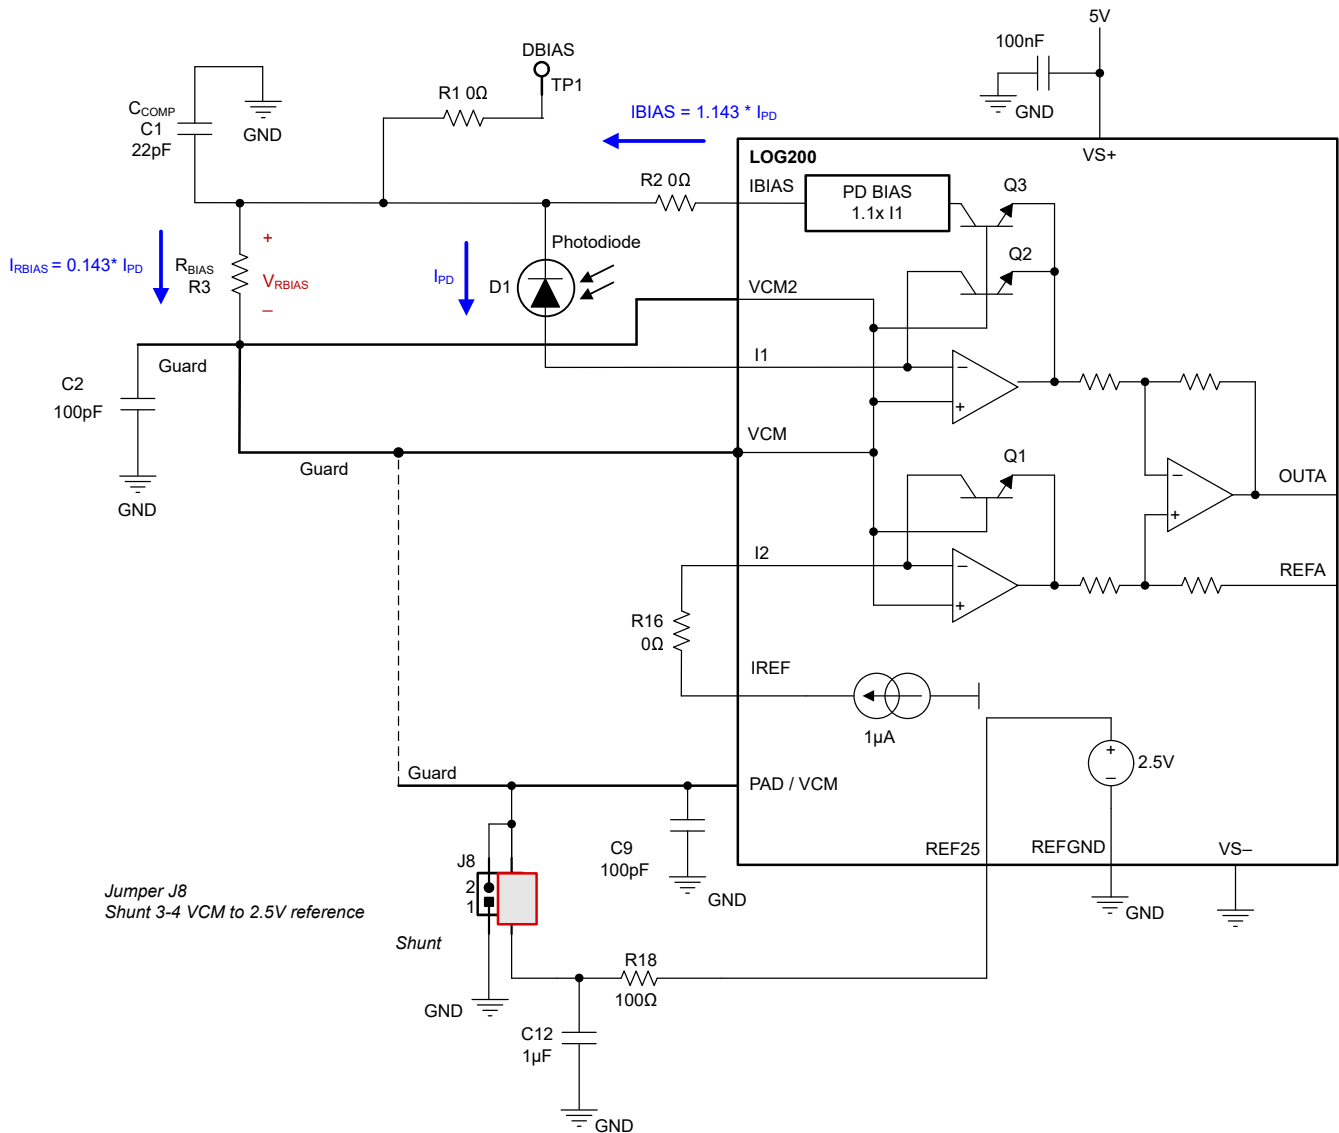 5V
100nF
GND
VS+
DBIAS
TP1
R1 0Ω
CCOMP
C1
22pF
GND
IBIAS = 1.143 * IPD
LOG200
IBIAS
PD BIAS
1.1x I1
Q3
R2 0Ω
Q2
Photodiode
IRBIAS = 0.143* IPD
+
RBIAS
R3
VRBIAS
–
IPD
D1
VCM2
Guard
I1
–
+
C2
100pF
VCM
Guard
GND
Q1
–
+
OUTA
I2
–
+
REFA
R16
0Ω
IREF
1µA
+
–
2.5V
Guard
PAD / VCM
C9
100pF
GND
REF25
REFGND
VS–
GND
J8
2
1
Jumper J8
Shunt 3-4 VCM to 2.5V reference
Shunt
GND
R18
100Ω
C12
1µF
GND